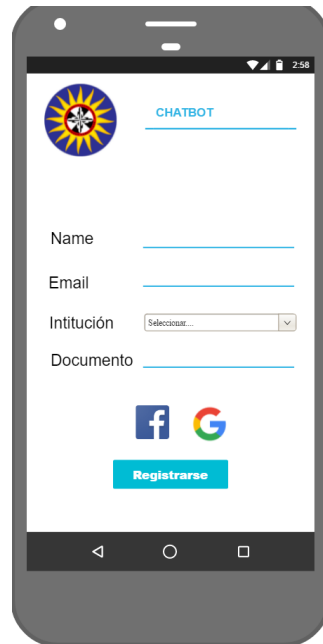 2:58
CHATBOT
Name
Email
Intitución
Seleccionar....
Documento
Registrarse